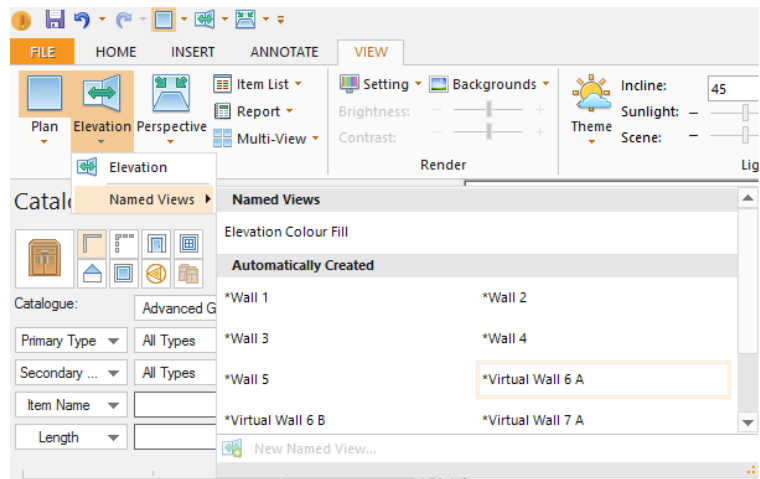 FILE HOME INSERT ANNOTATE VIEW
Plan Elevation Perspective
Item List
Report
Multi-View
Setting Backgrounds
Brightness:
Contrast:
Render
Theme
Incline: 45
Sunlight:
Scene:
Elevation
Named Views
Named Views
Elevation Colour Fill
Automatically Created
*Wall 1 *Wall 2
*Wall 3 *Wall 4
*Wall 5 *Virtual Wall 6 A
*Virtual Wall 6 B *Virtual Wall 7 A
New Named View...
Catalogue: Advanced G
Primary Type All Types
Secondary ... All Types
Item Name
Length